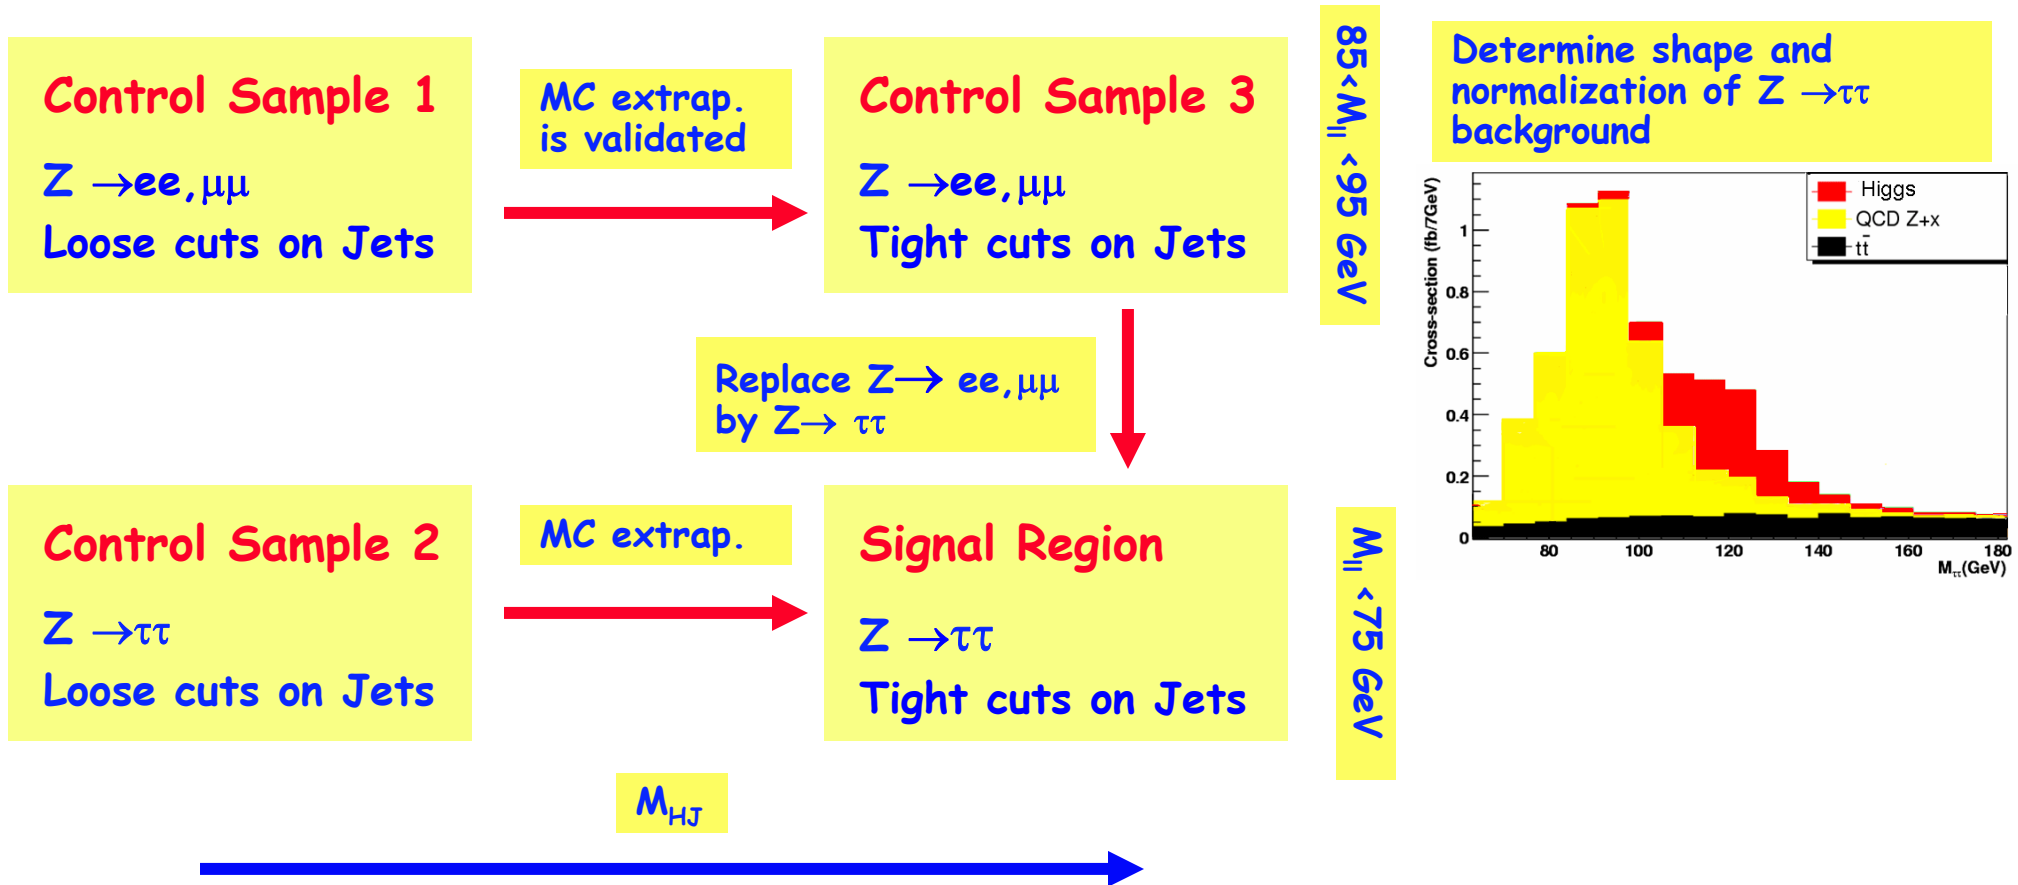 Control Sample 1
Z →ee,μμ
Loose cuts on Jets
MC extrap.
is validated
Control Sample 3
Z →ee,μμ
Tight cuts on Jets
85<M_ll <95 GeV
Determine shape and
normalization of Z →ττ
background
Cross-section (fb/7GeV)
1
0.8
0.6
0.4
0.2
0
Higgs
QCD Z+x
tt̄
80 100 120 140 160 180
M_ττ(GeV)
Replace Z→ ee,μμ
by Z→ ττ
Control Sample 2
Z →ττ
Loose cuts on Jets
MC extrap.
Signal Region
Z →ττ
Tight cuts on Jets
M_ll <75 GeV
M_HJ